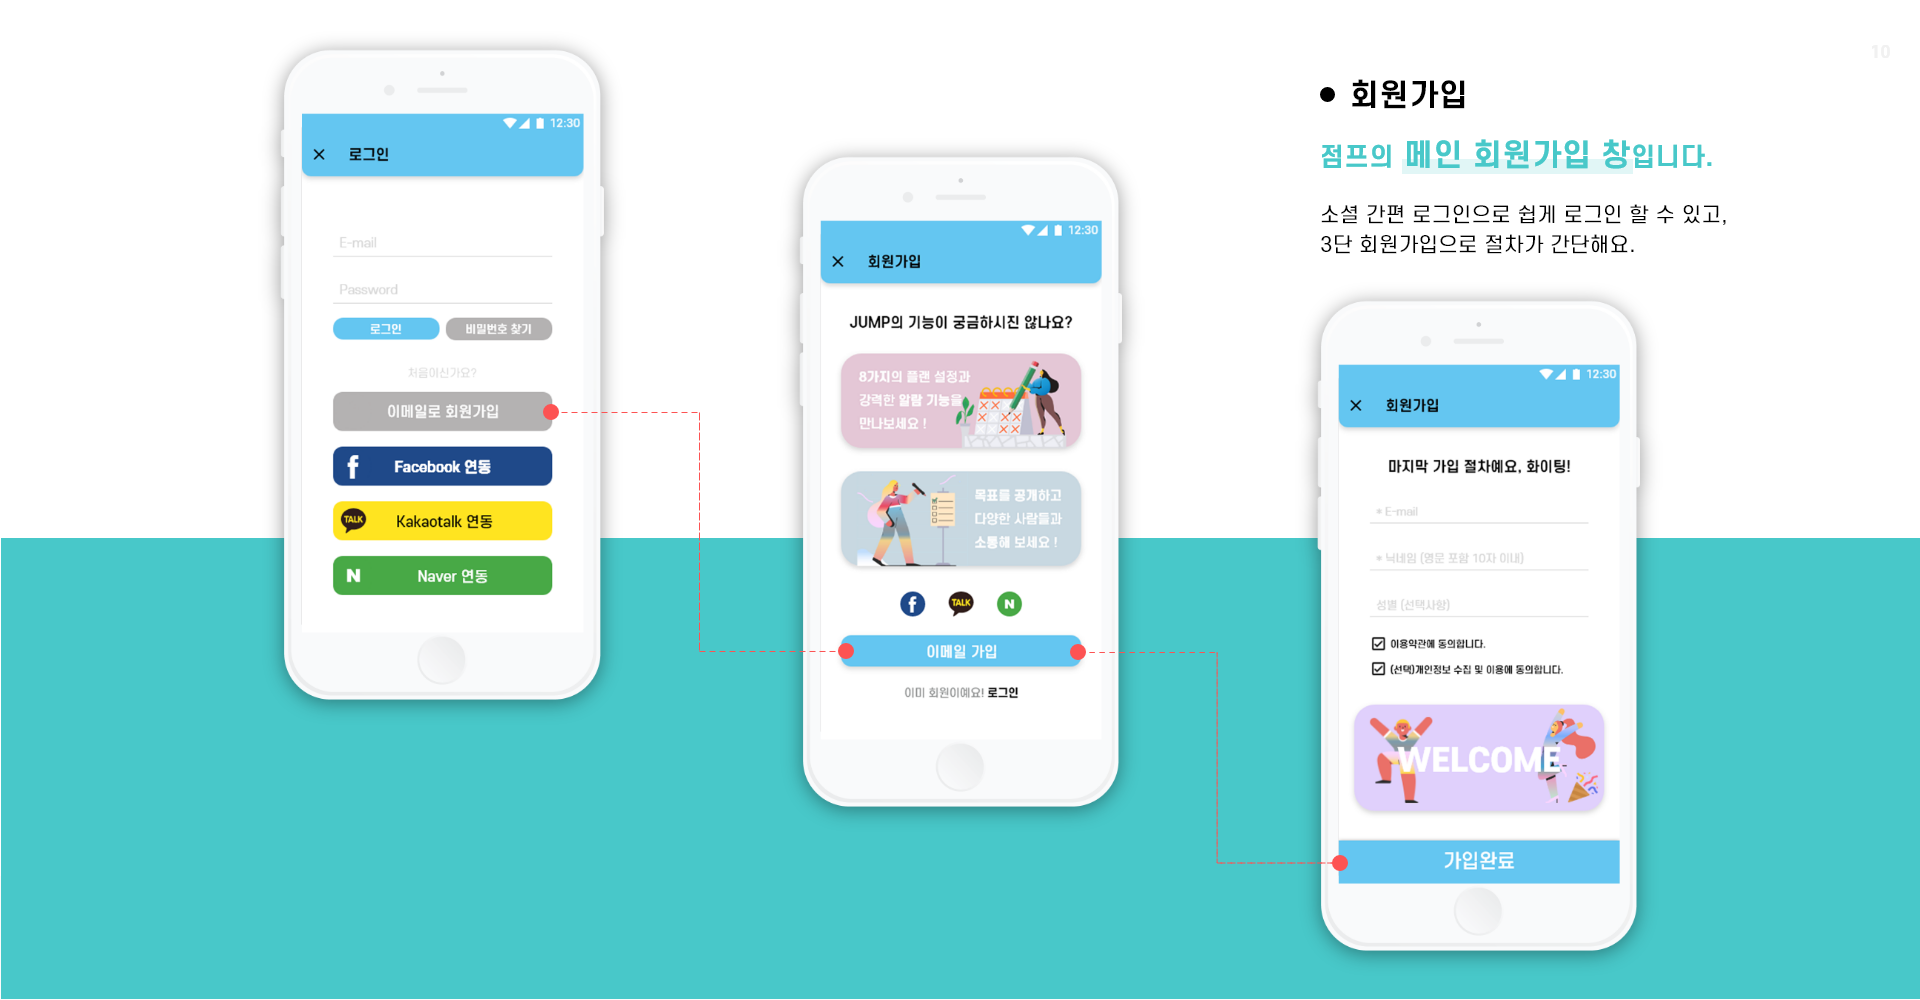 10
회원가입
점프의 메인 회원가입 창입니다.
소셜 간편 로그인으로 쉽게 로그인 할 수 있고,
3단 회원가입으로 절차가 간단해요.
12:30
로그인
E-mail
Password
로그인
비밀번호 찾기
처음이신가요?
이메일로 회원가입
f Facebook 연동
TALK Kakaotalk 연동
N Naver 연동
12:30
회원가입
JUMP의 기능이 궁금하시진 않나요?
8가지의 플랜 설정과
강력한 알람 기능을
만나보세요 !
목표를 공개하고
다양한 사람들과
소통해 보세요 !
f TALK N
이메일 가입
이미 회원이예요! 로그인
12:30
회원가입
마지막 가입 절차예요, 화이팅!
* E-mail
* 닉네임 (영문 포함 10자 이내)
성별 (선택사항)
이용약관에 동의합니다.
(선택)개인정보 수집 및 이용에 동의합니다.
WELCOME
가입완료